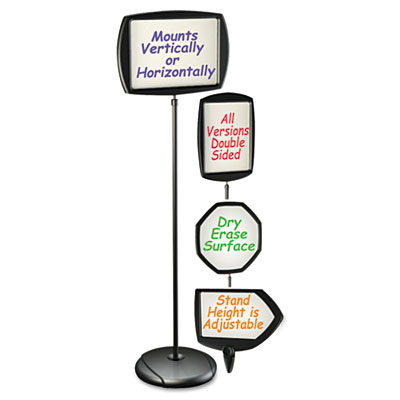 Mounts
Vertically
or
Horizontally
All
Versions
Double
Sided
Dry
Erase
Surface
Stand
Height is
Adjustable